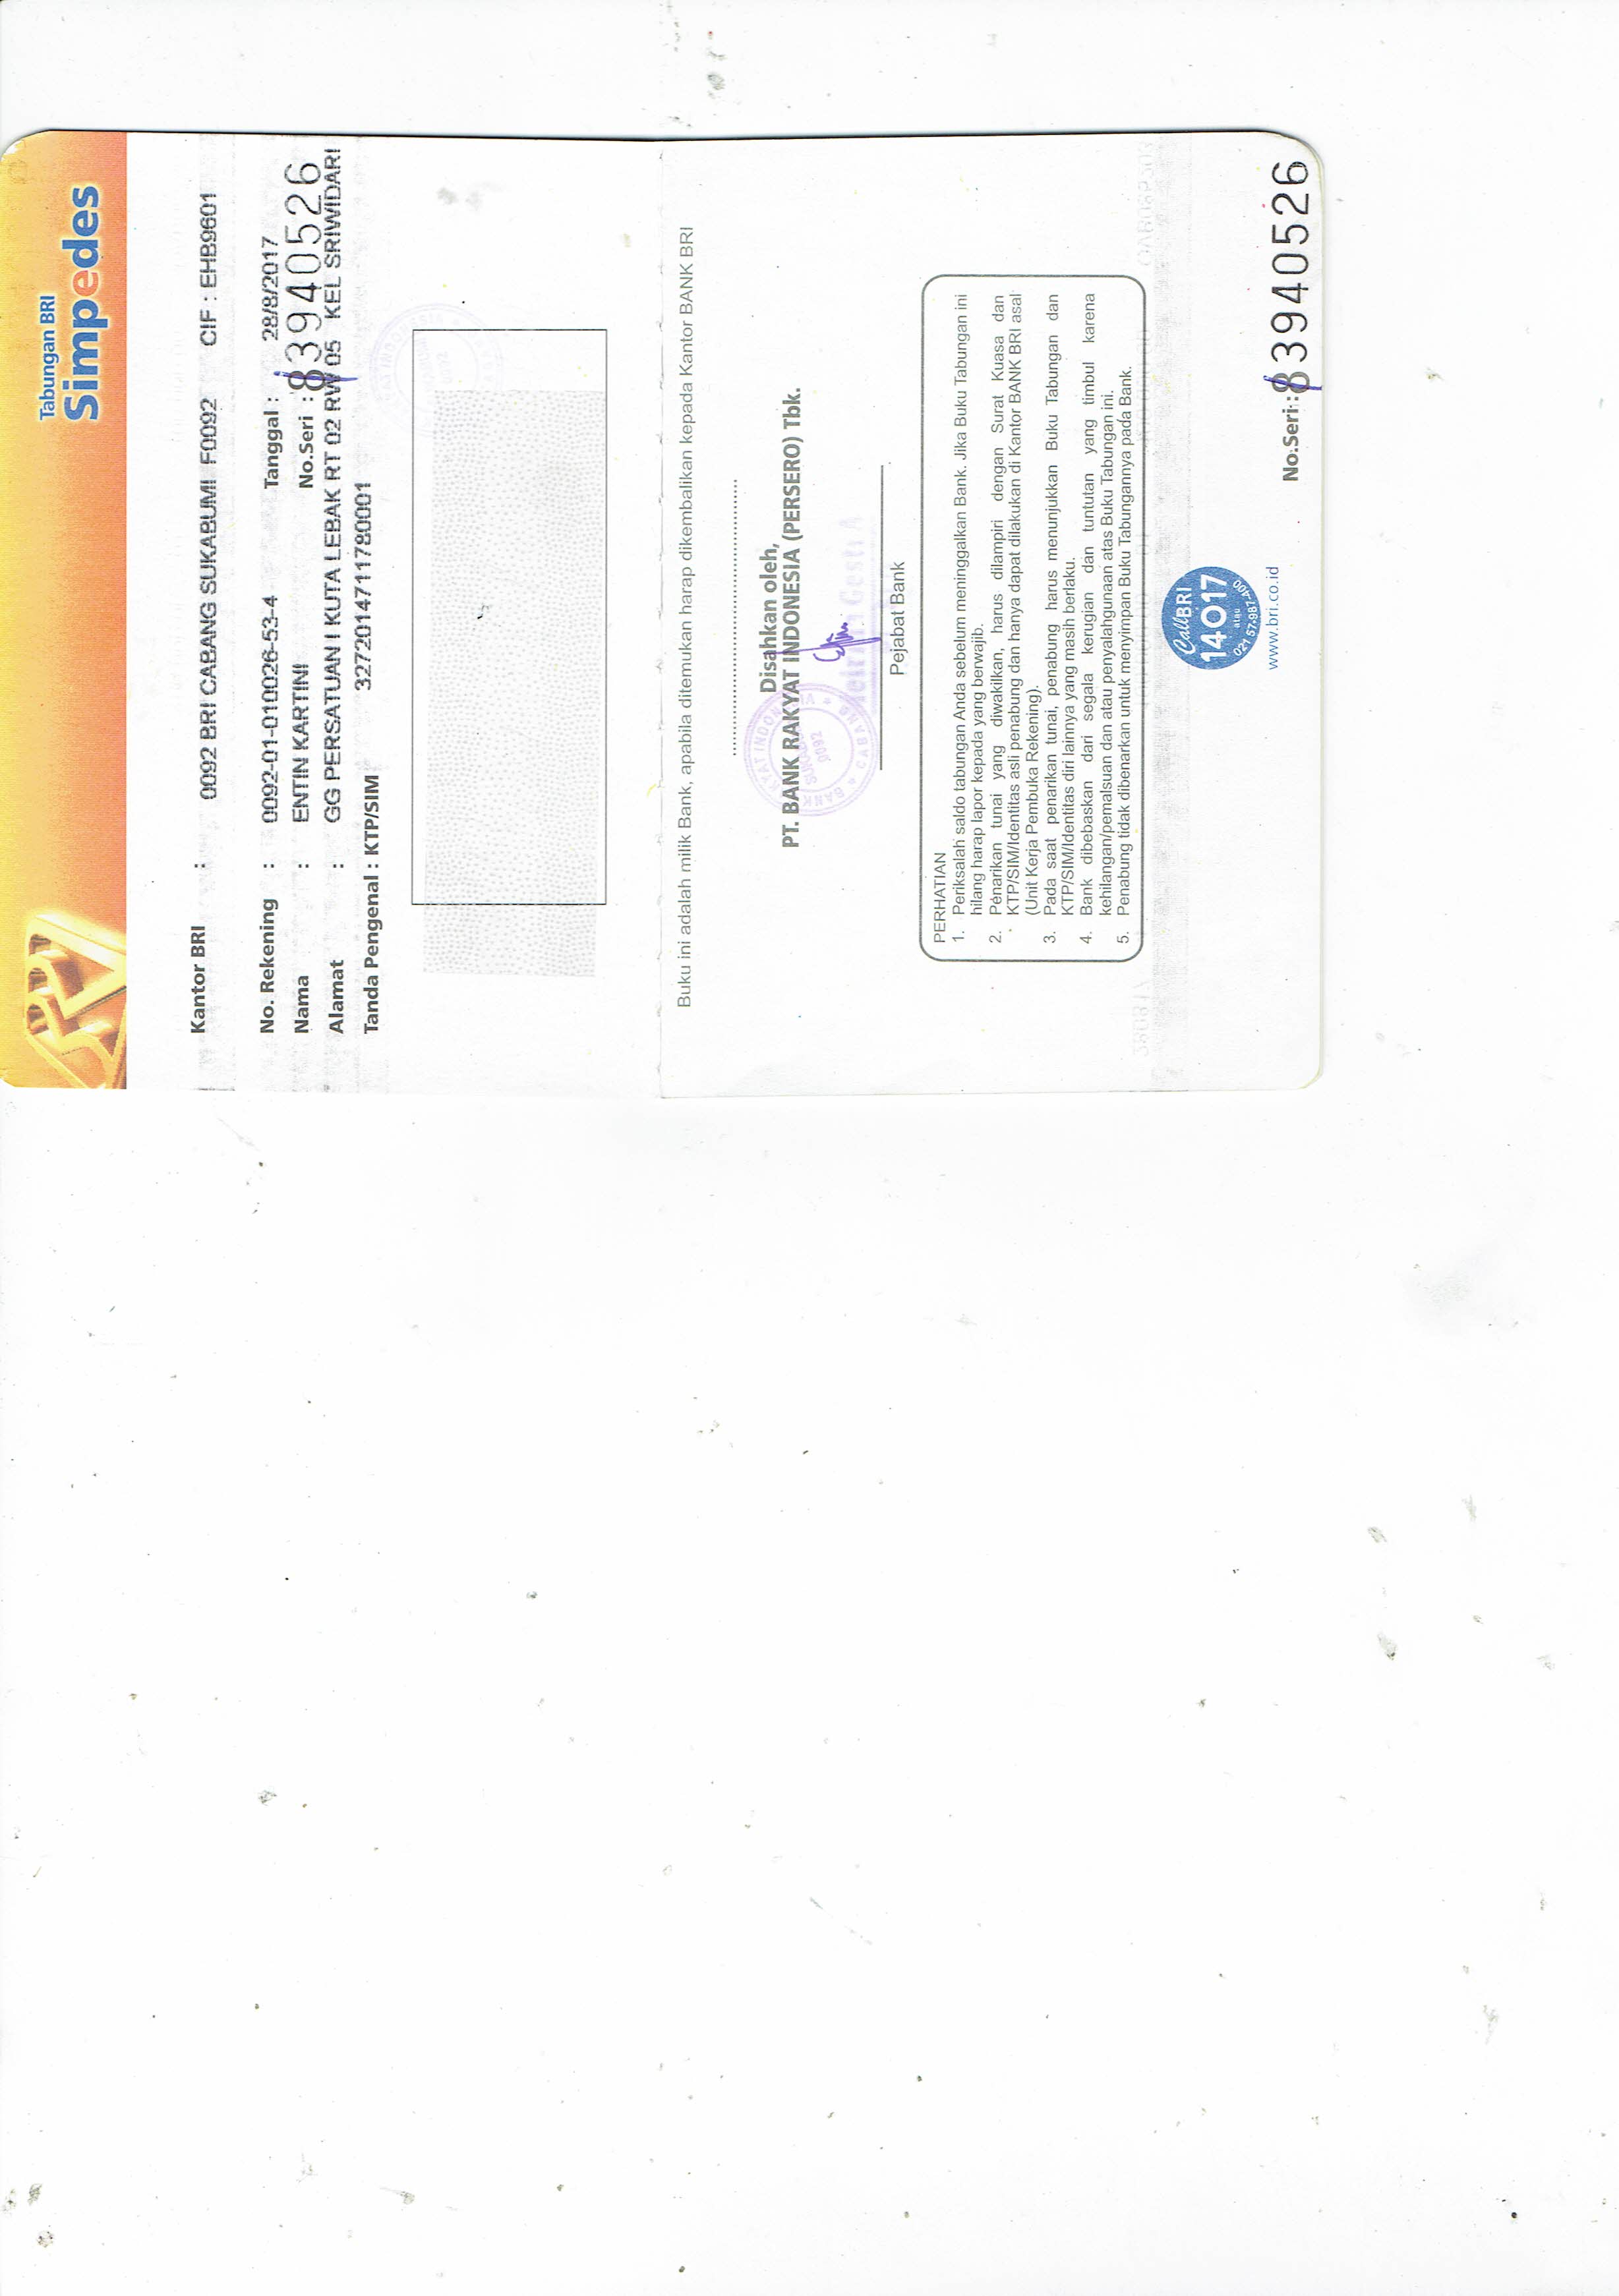 Tabungan BRI
Simpedes
Kantor BRI : 0092 BRI CABANG SUKABUMI F0092 CIF : EHB9601
No. Rekening : 0092-01-010026-53-4 Tanggal : 28/8/2017
Nama : ENTIN KARTINI No.Seri : 83940526
Alamat : GG PERSATUAN I KUTA LEBAK RT 02 RW 05 KEL SRIWIDARI
Tanda Pengenal : KTP/SIM 3272014711780001
Buku ini adalah milik Bank, apabila ditemukan harap dikembalikan kepada Kantor BANK BRI
Disahkan oleh,
PT. BANK RAKYAT INDONESIA (PERSERO) Tbk.
Pejabat Bank
PERHATIAN
1. Periksalah saldo tabungan Anda sebelum meninggalkan Bank. Jika Buku Tabungan ini
hilang harap lapor kepada yang berwajib.
2. Penarikan tunai yang diwakilkan, harus dilampiri dengan Surat Kuasa dan
KTP/SIM/Identitas asli penabung dan hanya dapat dilakukan di Kantor BANK BRI asal
(Unit Kerja Pembuka Rekening).
3. Pada saat penarikan tunai, penabung harus menunjukkan Buku Tabungan dan
KTP/SIM/Identitas diri lainnya yang masih berlaku.
4. Bank dibebaskan dari segala kerugian dan tuntutan yang timbul karena
kehilangan/pemalsuan dan atau penyalahgunaan atas Buku Tabungan ini.
5. Penabung tidak dibenarkan untuk menyimpan Buku Tabungannya pada Bank.
Call BRI
14017
atau
021 57-987-400
www.bri.co.id
No.Seri : 83940526